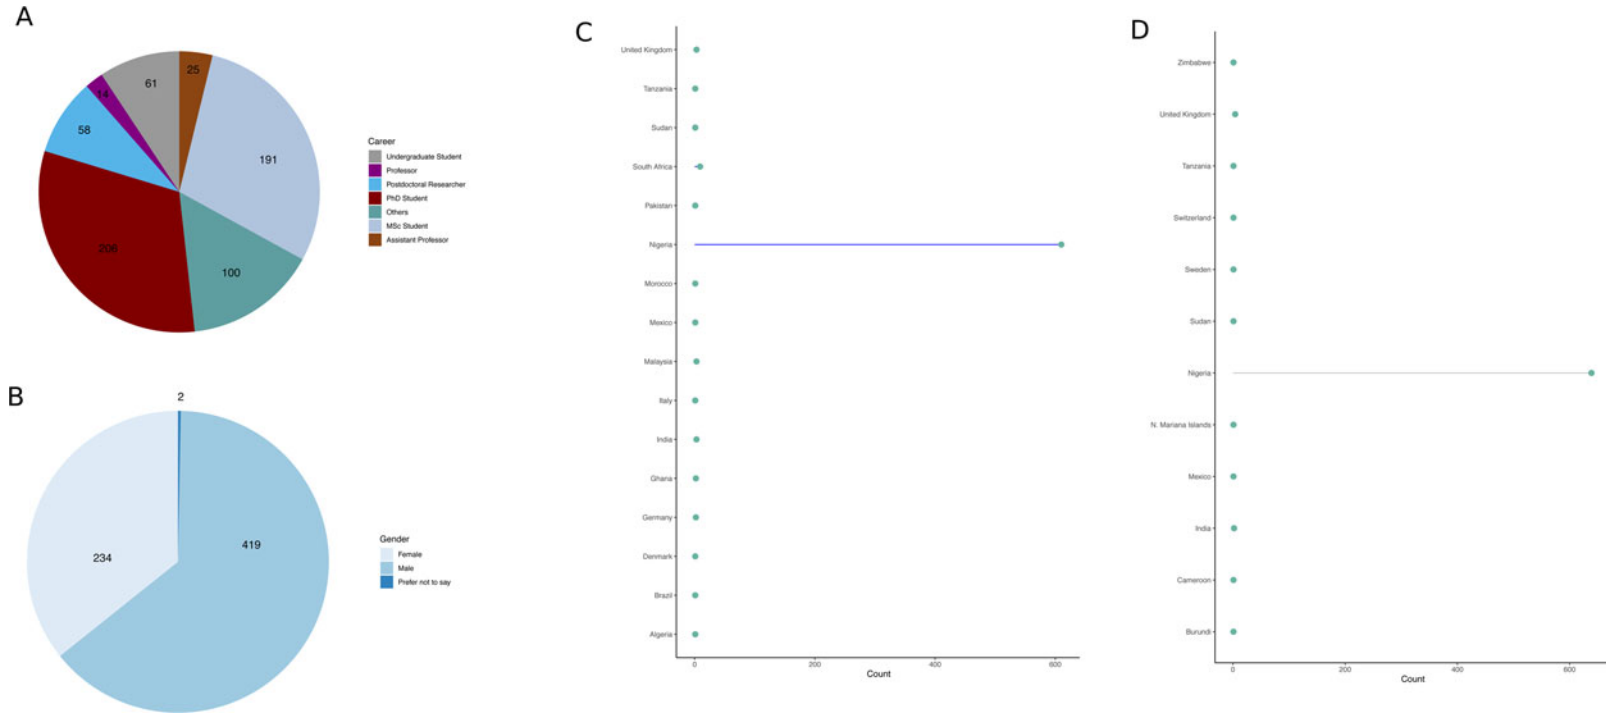 A
61
25
14
58
191
206
100
Career
Undergraduate Student
Professor
Postdoctoral Researcher
PhD Student
Others
MSc Student
Assistant Professor
B
2
234
419
Gender
Female
Male
Prefer not to say
C
United Kingdom
Tanzania
Sudan
South Africa
Pakistan
Nigeria
Morocco
Mexico
Malaysia
Italy
India
Ghana
Germany
Denmark
Brazil
Algeria
0 200 400 600
Count
D
Zimbabwe
United Kingdom
Tanzania
Switzerland
Sweden
Sudan
Nigeria
N. Mariana Islands
Mexico
India
Cameroon
Burundi
0 200 400 600
Count